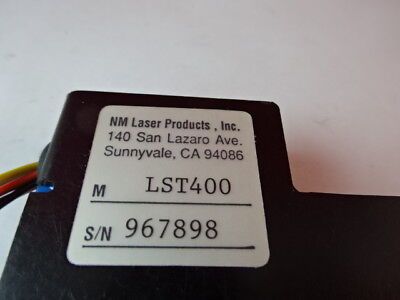 NM Laser Products , Inc.
140 San Lazaro Ave.
Sunnyvale, CA 94086
M LST400
S/N 967898